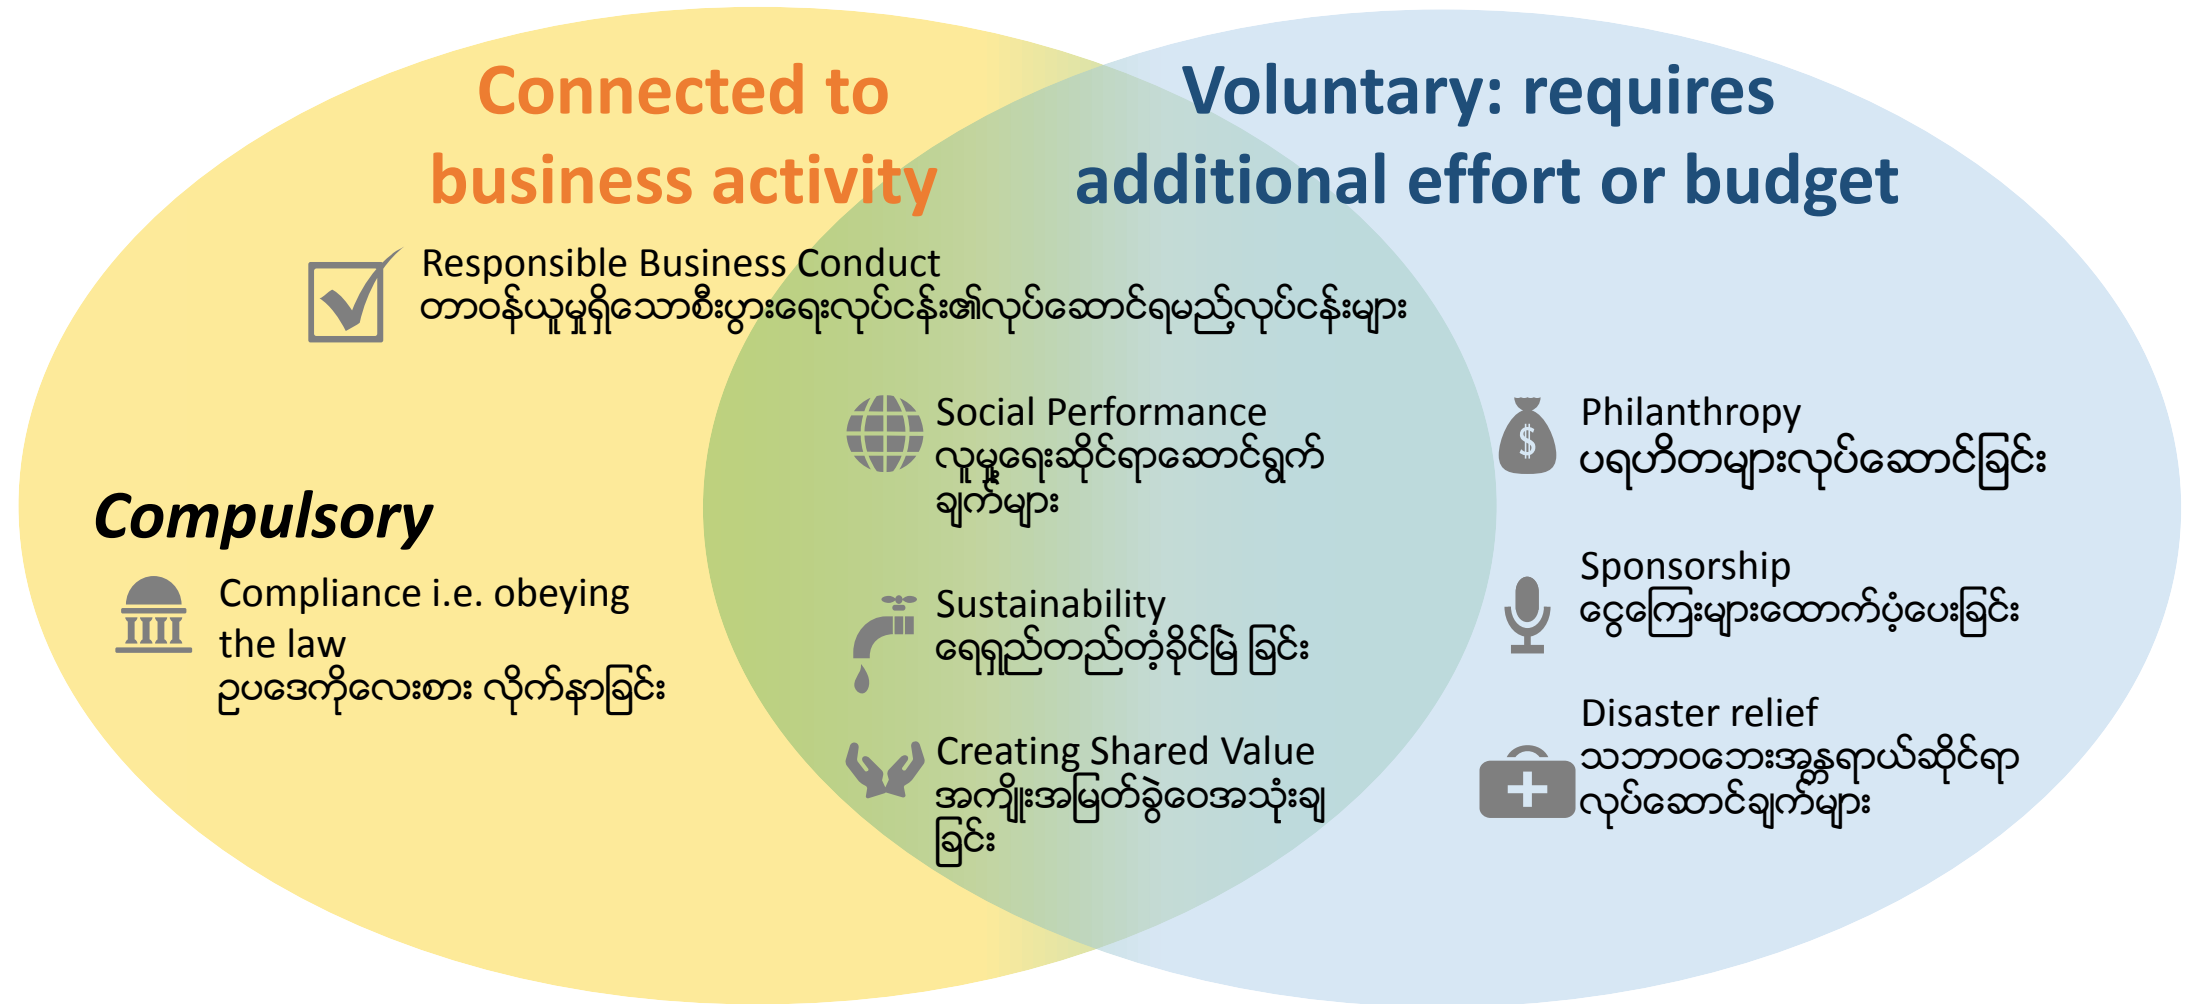 Connected to
business activity
Voluntary: requires
additional effort or budget
Responsible Business Conduct
တာဝန်ယူမှုရှိသောစီးပွားရေးလုပ်ငန်း၏လုပ်ဆောင်ရမည့်လုပ်ငန်းများ
Compulsory
Compliance i.e. obeying
the law
ဥပဒေကိုလေးစား လိုက်နာခြင်း
Social Performance
လူမှု့ရေးဆိုင်ရာဆောင်ရွက်
ချက်များ
Sustainability
ရေရှည်တည်တံ့ခိုင်မြဲ ခြင်း
Creating Shared Value
အကျိုးအမြတ်ခွဲဝေအသုံးချ
ခြင်း
Philanthropy
ပရဟိတများလုပ်ဆောင်ခြင်း
$
Sponsorship
ငွေကြေးများထောက်ပံ့ပေးခြင်း
Disaster relief
သဘာဝဘေးအန္တရာယ်ဆိုင်ရာ
လုပ်ဆောင်ချက်များ